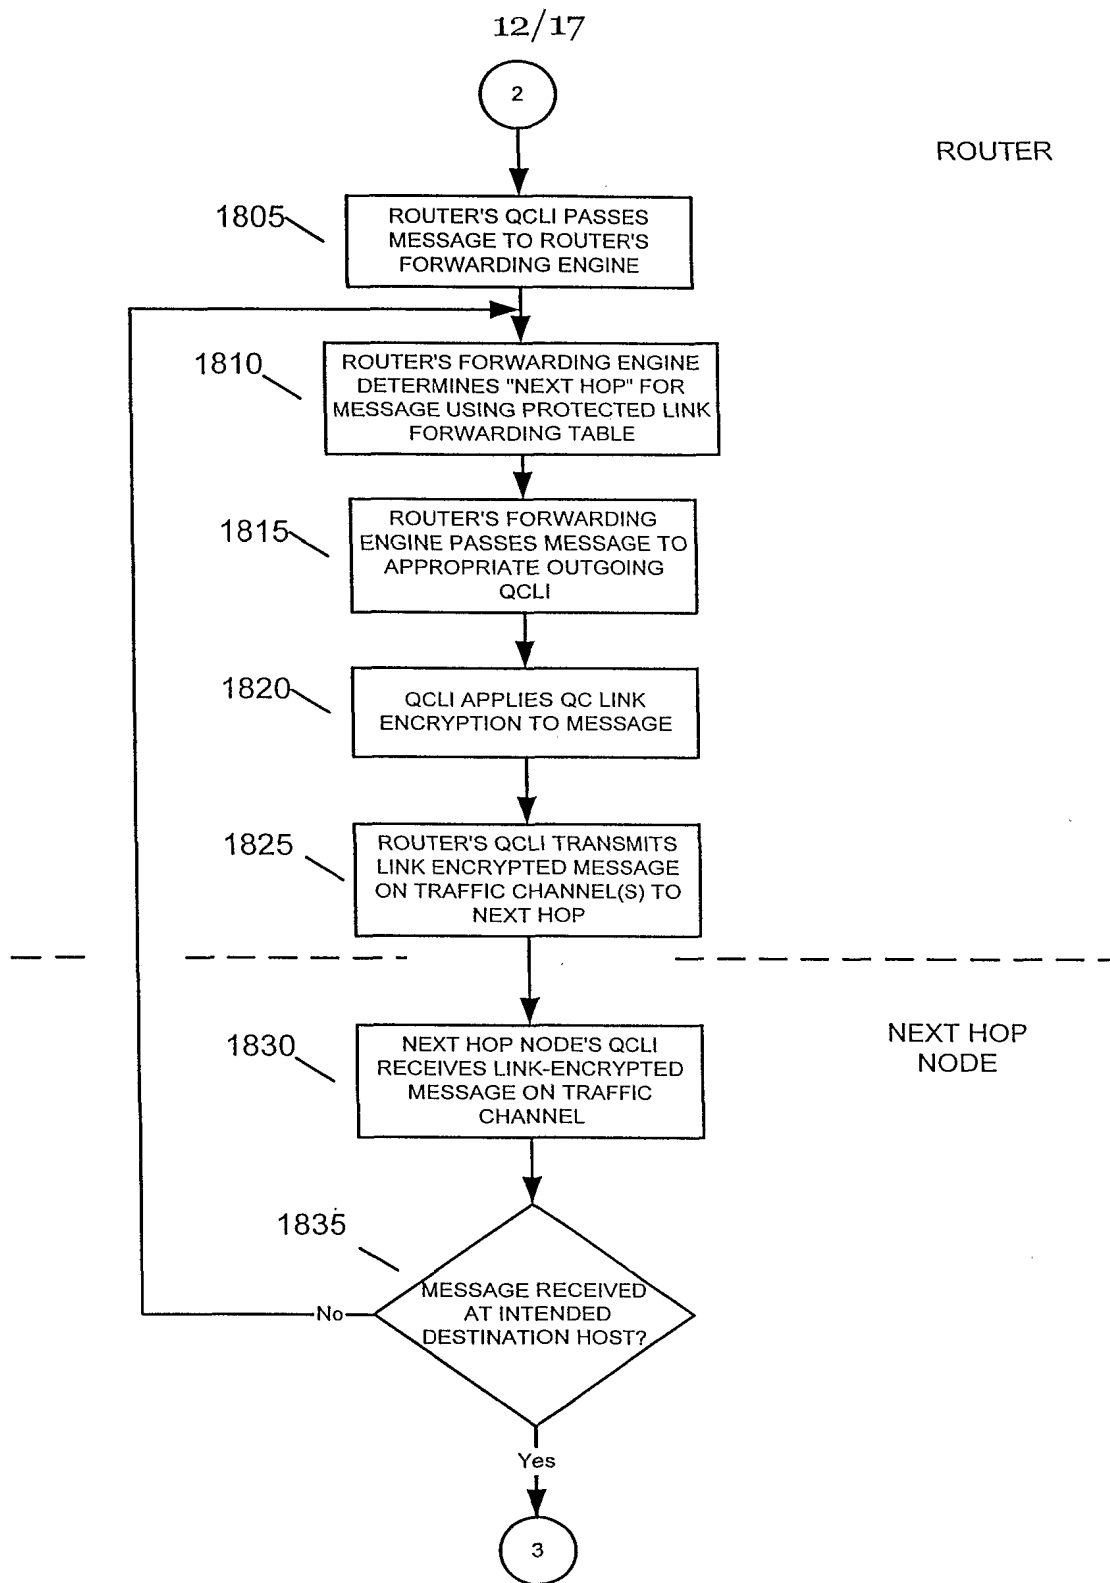 12/17
2
ROUTER
1805
ROUTER'S QCLI PASSES
MESSAGE TO ROUTER'S
FORWARDING ENGINE
1810
ROUTER'S FORWARDING ENGINE
DETERMINES "NEXT HOP" FOR
MESSAGE USING PROTECTED LINK
FORWARDING TABLE
1815
ROUTER'S FORWARDING
ENGINE PASSES MESSAGE TO
APPROPRIATE OUTGOING
QCLI
1820
QCLI APPLIES QC LINK
ENCRYPTION TO MESSAGE
1825
ROUTER'S QCLI TRANSMITS
LINK ENCRYPTED MESSAGE
ON TRAFFIC CHANNEL(S) TO
NEXT HOP
NEXT HOP
NODE
1830
NEXT HOP NODE'S QCLI
RECEIVES LINK-ENCRYPTED
MESSAGE ON TRAFFIC
CHANNEL
1835
MESSAGE RECEIVED
AT INTENDED
DESTINATION HOST?
No
Yes
3